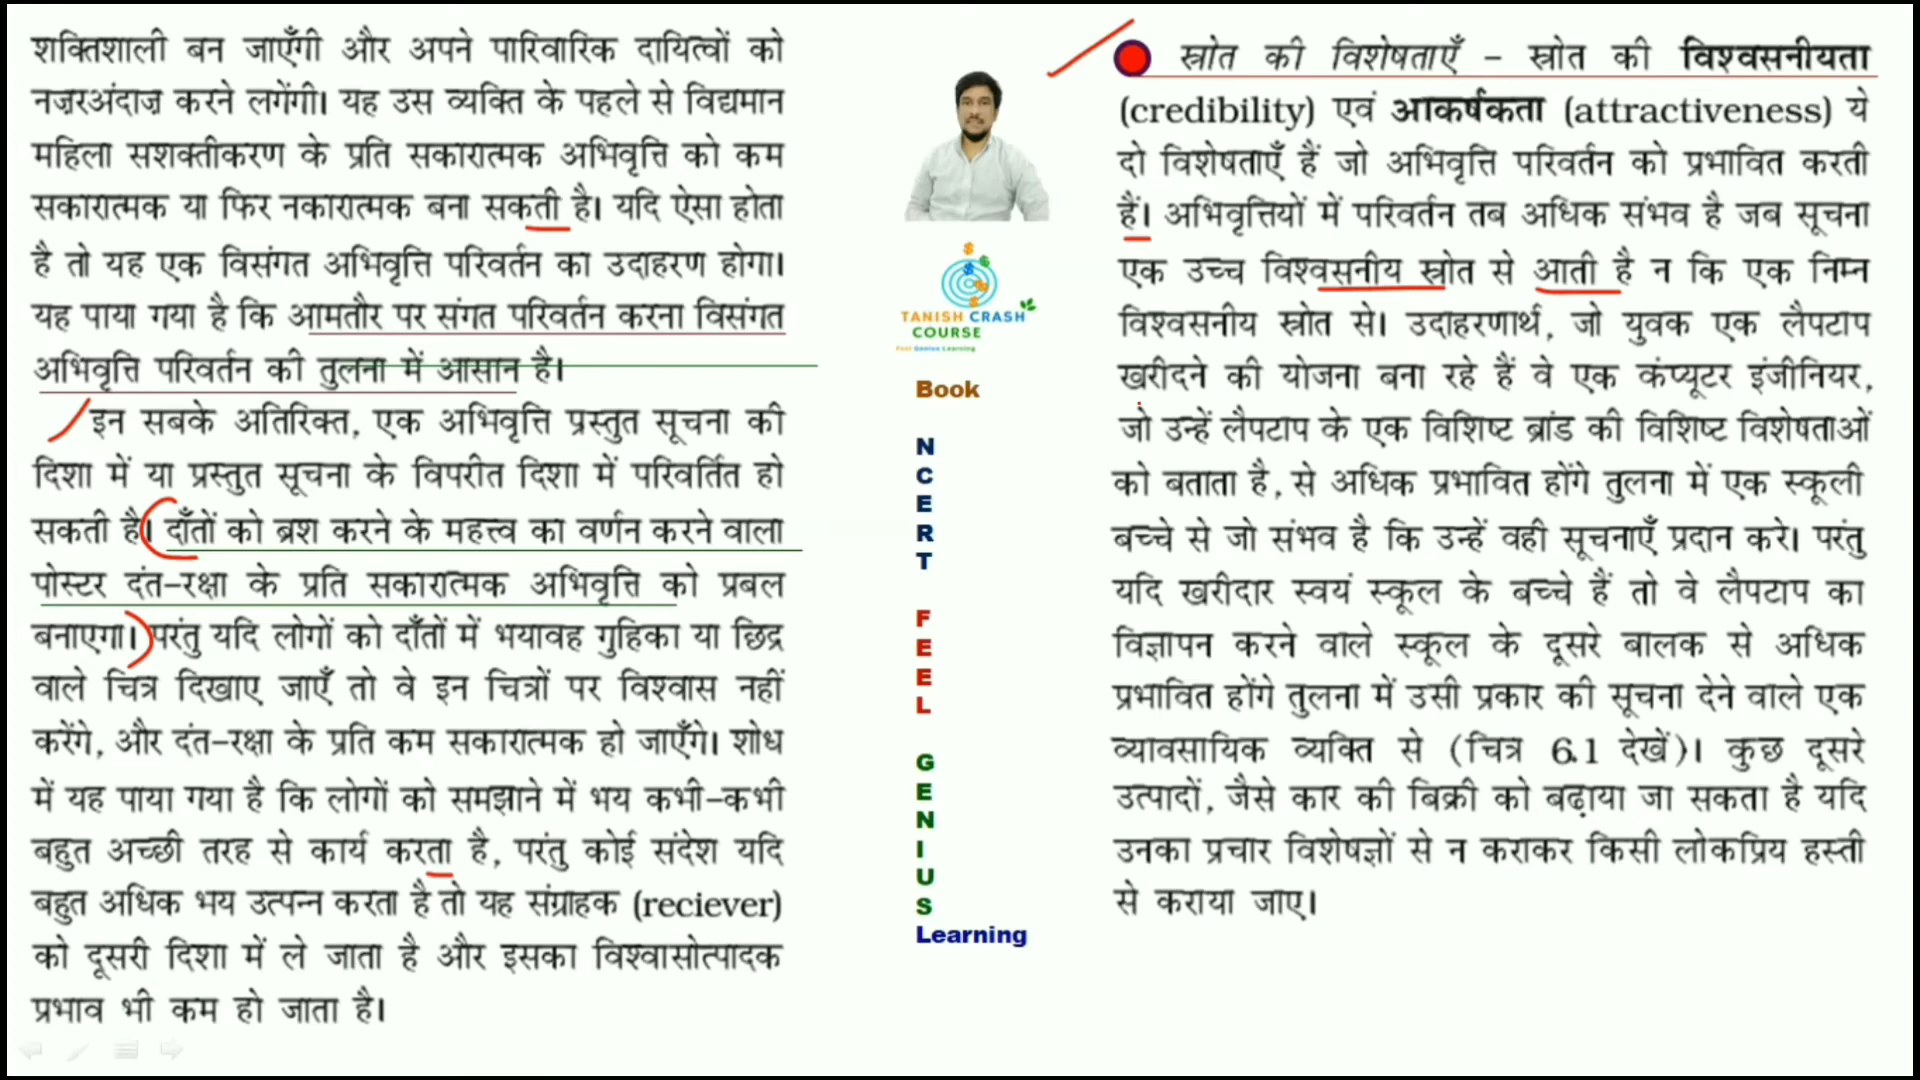 शक्तिशाली बन जाएँगी और अपने पारिवारिक दायित्वों को
नज़रअंदाज़ करने लगेंगी। यह उस व्यक्ति के पहले से विद्यमान
महिला सशक्तीकरण के प्रति सकारात्मक अभिवृत्ति को कम
सकारात्मक या फिर नकारात्मक बना सकती है। यदि ऐसा होता
है तो यह एक विसंगत अभिवृत्ति परिवर्तन का उदाहरण होगा।
यह पाया गया है कि आमतौर पर संगत परिवर्तन करना विसंगत
अभिवृत्ति परिवर्तन की तुलना में आसान है।
इन सबके अतिरिक्त, एक अभिवृत्ति प्रस्तुत सूचना की
दिशा में या प्रस्तुत सूचना के विपरीत दिशा में परिवर्तित हो
सकती है। दाँतों को ब्रश करने के महत्त्व का वर्णन करने वाला
पोस्टर दंत-रक्षा के प्रति सकारात्मक अभिवृत्ति को प्रबल
बनाएगा। परंतु यदि लोगों को दाँतों में भयावह गुहिका या छिद्र
वाले चित्र दिखाए जाएँ तो वे इन चित्रों पर विश्वास नहीं
करेंगे, और दंत-रक्षा के प्रति कम सकारात्मक हो जाएँगे। शोध
में यह पाया गया है कि लोगों को समझाने में भय कभी-कभी
बहुत अच्छी तरह से कार्य करता है, परंतु कोई संदेश यदि
बहुत अधिक भय उत्पन्न करता है तो यह संग्राहक (reciever)
को दूसरी दिशा में ले जाता है और इसका विश्वासोत्पादक
प्रभाव भी कम हो जाता है।
TANISH CRASH
COURSE
Feel Genius Learning
Book
N
C
E
R
T
F
E
E
L
G
E
N
I
U
S
Learning
स्रोत की विशेषताएँ – स्रोत की विश्वसनीयता
(credibility) एवं आकर्षकता (attractiveness) ये
दो विशेषताएँ हैं जो अभिवृत्ति परिवर्तन को प्रभावित करती
हैं। अभिवृत्तियों में परिवर्तन तब अधिक संभव है जब सूचना
एक उच्च विश्वसनीय स्रोत से आती है न कि एक निम्न
विश्वसनीय स्रोत से। उदाहरणार्थ, जो युवक एक लैपटाप
खरीदने की योजना बना रहे हैं वे एक कंप्यूटर इंजीनियर,
जो उन्हें लैपटाप के एक विशिष्ट ब्रांड की विशिष्ट विशेषताओं
को बताता है, से अधिक प्रभावित होंगे तुलना में एक स्कूली
बच्चे से जो संभव है कि उन्हें वही सूचनाएँ प्रदान करे। परंतु
यदि खरीदार स्वयं स्कूल के बच्चे हैं तो वे लैपटाप का
विज्ञापन करने वाले स्कूल के दूसरे बालक से अधिक
प्रभावित होंगे तुलना में उसी प्रकार की सूचना देने वाले एक
व्यावसायिक व्यक्ति से (चित्र 6.1 देखें)। कुछ दूसरे
उत्पादों, जैसे कार की बिक्री को बढ़ाया जा सकता है यदि
उनका प्रचार विशेषज्ञों से न कराकर किसी लोकप्रिय हस्ती
से कराया जाए।